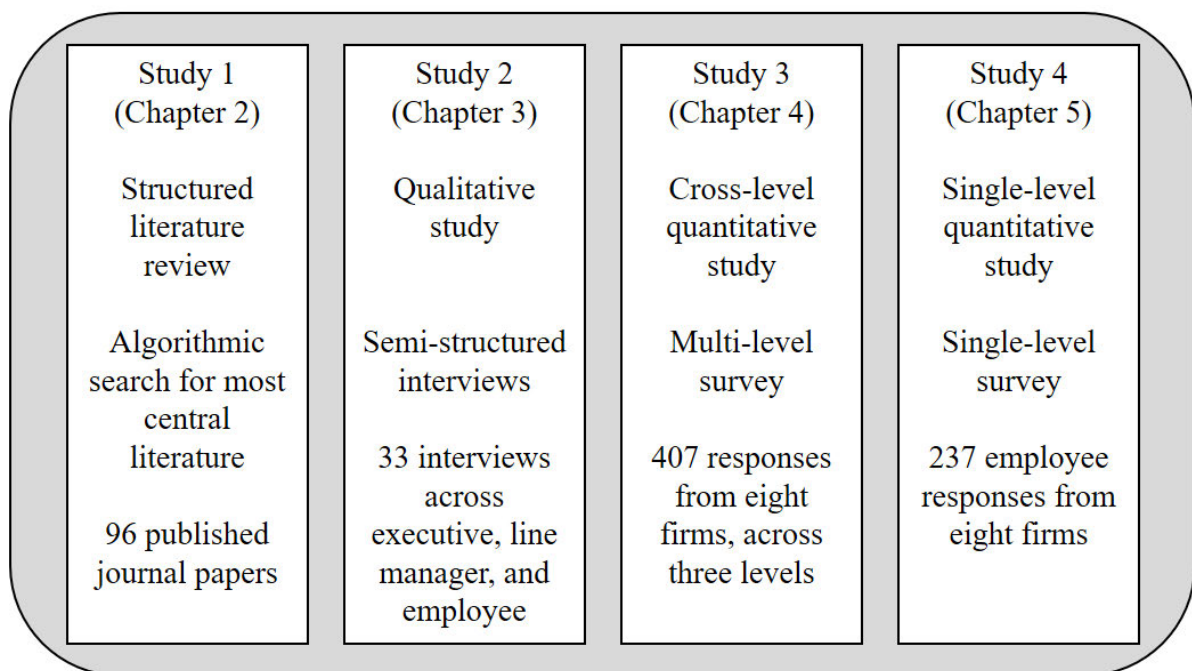 Study 1
(Chapter 2)
Structured
literature
review
Algorithmic
search for most
central
literature
96 published
journal papers
Study 2
(Chapter 3)
Qualitative
study
Semi-structured
interviews
33 interviews
across
executive, line
manager, and
employee
Study 3
(Chapter 4)
Cross-level
quantitative
study
Multi-level
survey
407 responses
from eight
firms, across
three levels
Study 4
(Chapter 5)
Single-level
quantitative
study
Single-level
survey
237 employee
responses from
eight firms